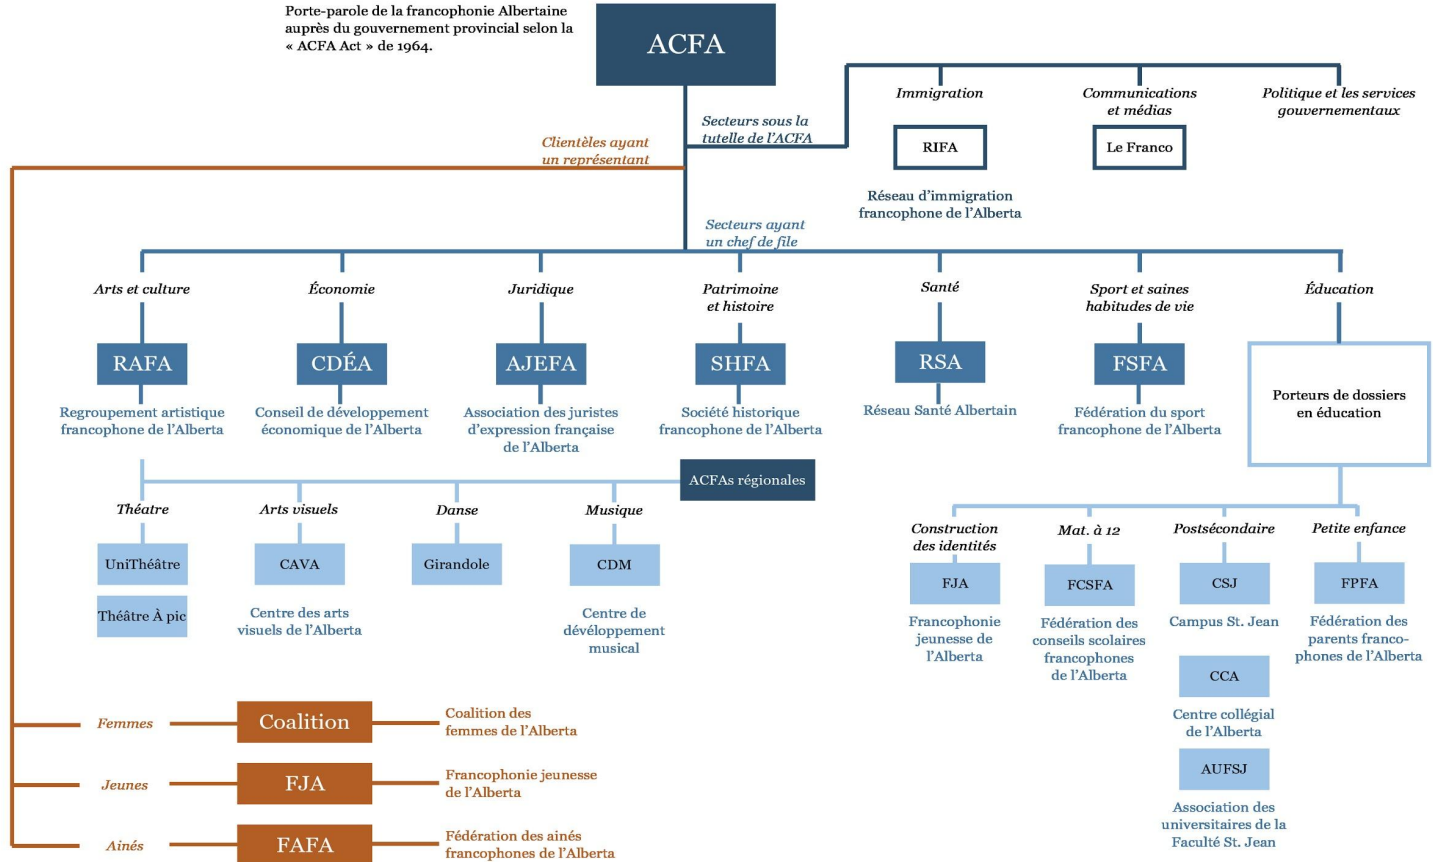 Porte-parole de la francophonie Albertaine
auprès du gouvernement provincial selon la
« ACFA Act » de 1964.
ACFA
Secteurs sous la
tutelle de l'ACFA
Immigration
RIFA
Réseau d'immigration
francophone de l'Alberta
Communications
et médias
Le Franco
Politique et les services
gouvernementaux
Clientèles ayant
un représentant
Secteurs ayant
un chef de file
Arts et culture
RAFA
Regroupement artistique
francophone de l'Alberta
Économie
CDÉA
Conseil de développement
économique de l'Alberta
Juridique
AJEFA
Association des juristes
d'expression française
de l'Alberta
Patrimoine
et histoire
SHFA
Société historique
francophone de l'Alberta
Santé
RSA
Réseau Santé Albertain
Sport et saines
habitudes de vie
FSFA
Fédération du sport
francophone de l'Alberta
Éducation
Porteurs de dossiers
en éducation
ACFAs régionales
Théatre
UniThéâtre
Théâtre À pic
Arts visuels
CAVA
Centre des arts
visuels de l'Alberta
Danse
Girandole
Musique
CDM
Centre de
dévéloppement
musical
Construction
des identités
FJA
Francophonie
jeunesse de
l'Alberta
Mat. à 12
FCSFA
Fédération des
conseils scolaires
francophones
de l'Alberta
Postsécondaire
CSJ
Campus St. Jean
CCA
Centre collégial
de l'Alberta
AUFSJ
Association des
universitaires de la
Faculté St. Jean
Petite enfance
FPFA
Fédération des
parents franco-
phones de l'Alberta
Femmes
Coalition
Coalition des
femmes de l'Alberta
Jeunes
FJA
Francophonie jeunesse
de l'Alberta
Ainés
FAFA
Fédération des ainés
francophones de l'Alberta